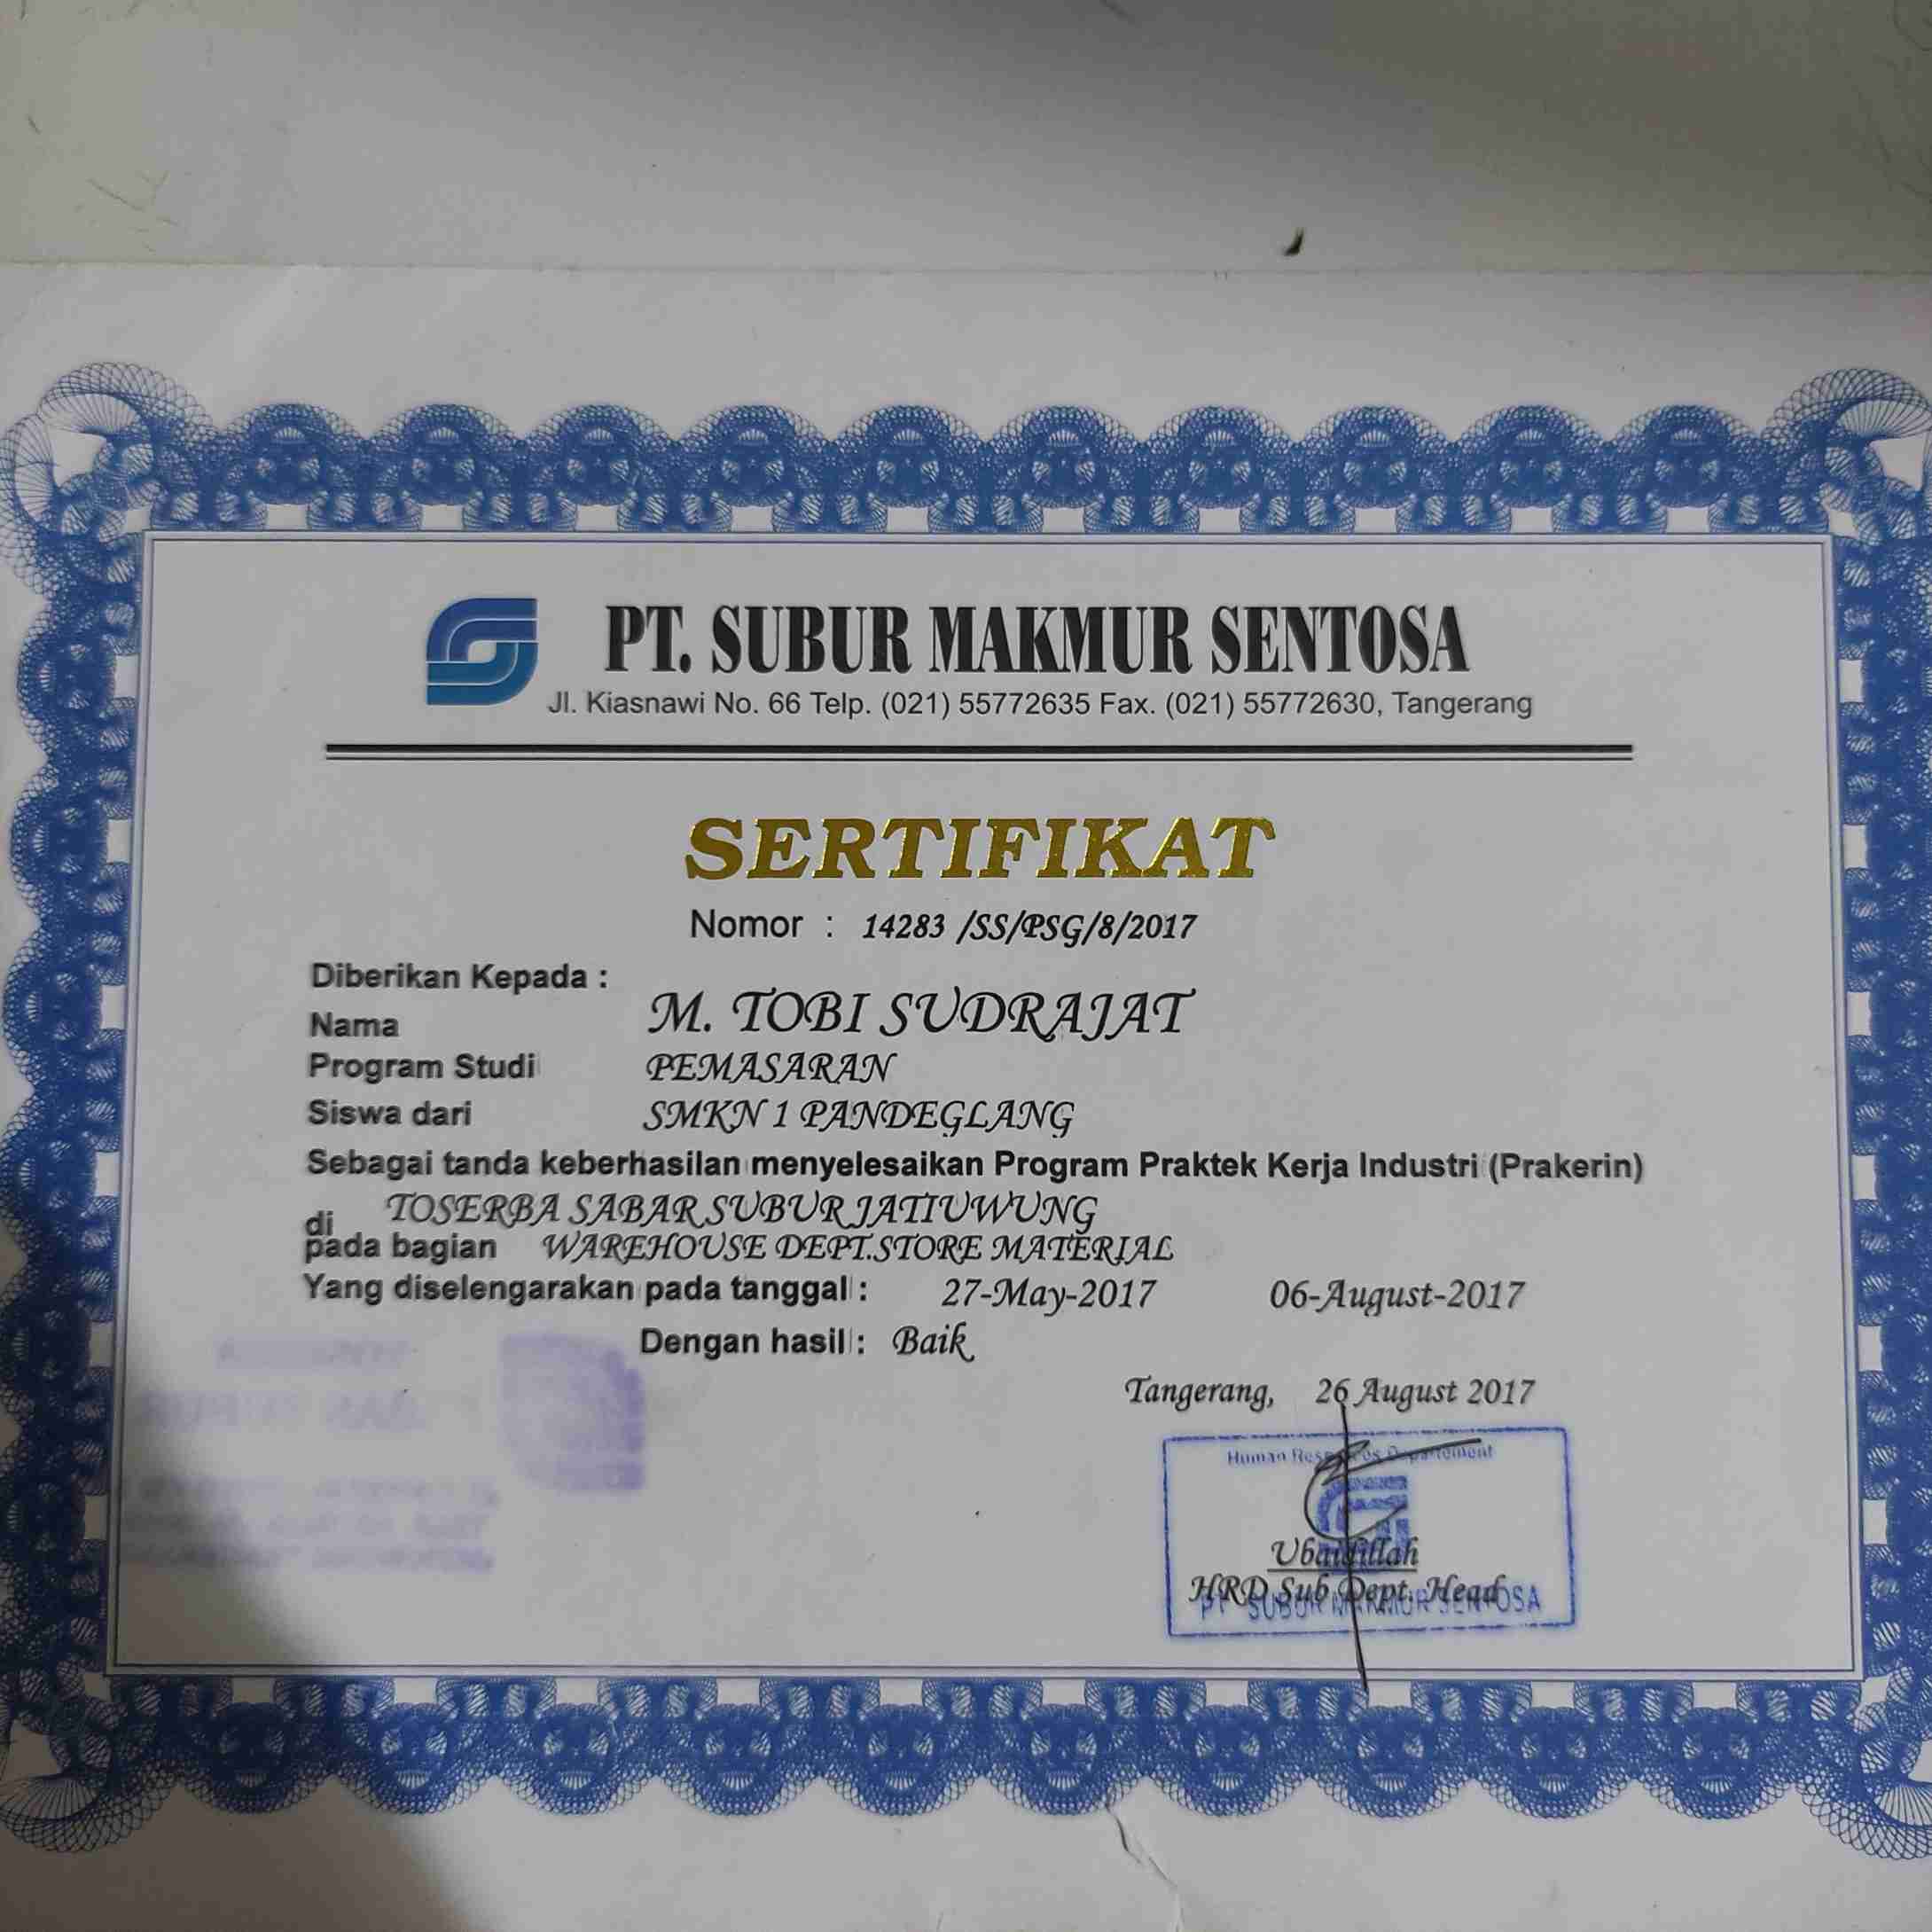 PT. SUBUR MAKMUR SENTOSA
Jl. Kiasnawi No. 66 Telp. (021) 55772635 Fax. (021) 55772630, Tangerang
SERTIFIKAT
Nomor : 14283 /SS/PSG/8/2017
Diberikan Kepada :
Nama M. TOBI SUDRAJAT
Program Studi PEMASARAN
Siswa dari SMKN 1 PANDEGLANG
Sebagai tanda keberhasilan menyelesaikan Program Praktek Kerja Industri (Prakerin)
di TOSERBA SABAR SUBUR JATIUWUNG
pada bagian WAREHOUSE DEPT.STORE MATERIAL
Yang diselengarakan pada tanggal : 27-May-2017 06-August-2017
Dengan hasil : Baik
Tangerang, 26 August 2017
Human Resources Departement
Ubaidillah
HRD Sub Dept. Head
PT SUBUR MAKMUR SENTOSA